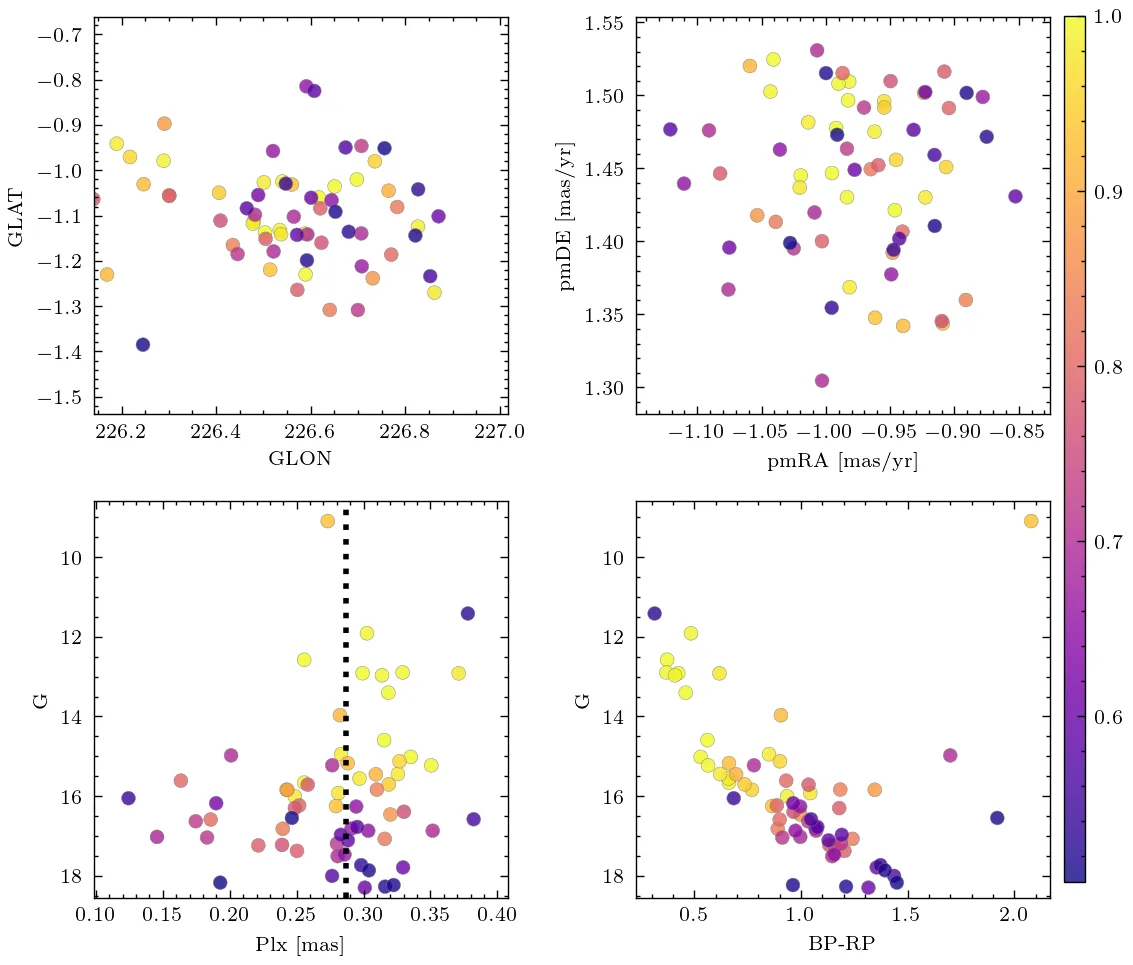 −0.7
−0.8
−0.9
−1.0
−1.1
−1.2
−1.3
−1.4
−1.5
GLAT
226.2 226.4 226.6 226.8 227.0
GLON
1.55
1.50
1.45
1.40
1.35
1.30
pmDE [mas/yr]
−1.10 −1.05 −1.00 −0.95 −0.90 −0.85
pmRA [mas/yr]
1.0
0.9
0.8
0.7
0.6
10
12
14
16
18
G
0.10 0.15 0.20 0.25 0.30 0.35 0.40
Plx [mas]
10
12
14
16
18
G
0.5 1.0 1.5 2.0
BP-RP